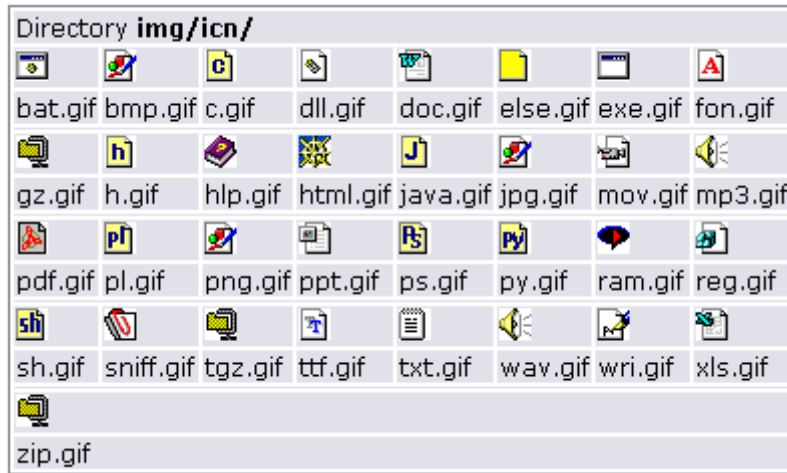 Directory img/icn/
bat.gif bmp.gif c.gif dll.gif doc.gif else.gif exe.gif fon.gif
gz.gif h.gif hlp.gif html.gif java.gif jpg.gif mov.gif mp3.gif
pdf.gif pl.gif png.gif ppt.gif ps.gif py.gif ram.gif reg.gif
sh.gif sniff.gif tgz.gif ttf.gif txt.gif wav.gif wri.gif xls.gif
zip.gif